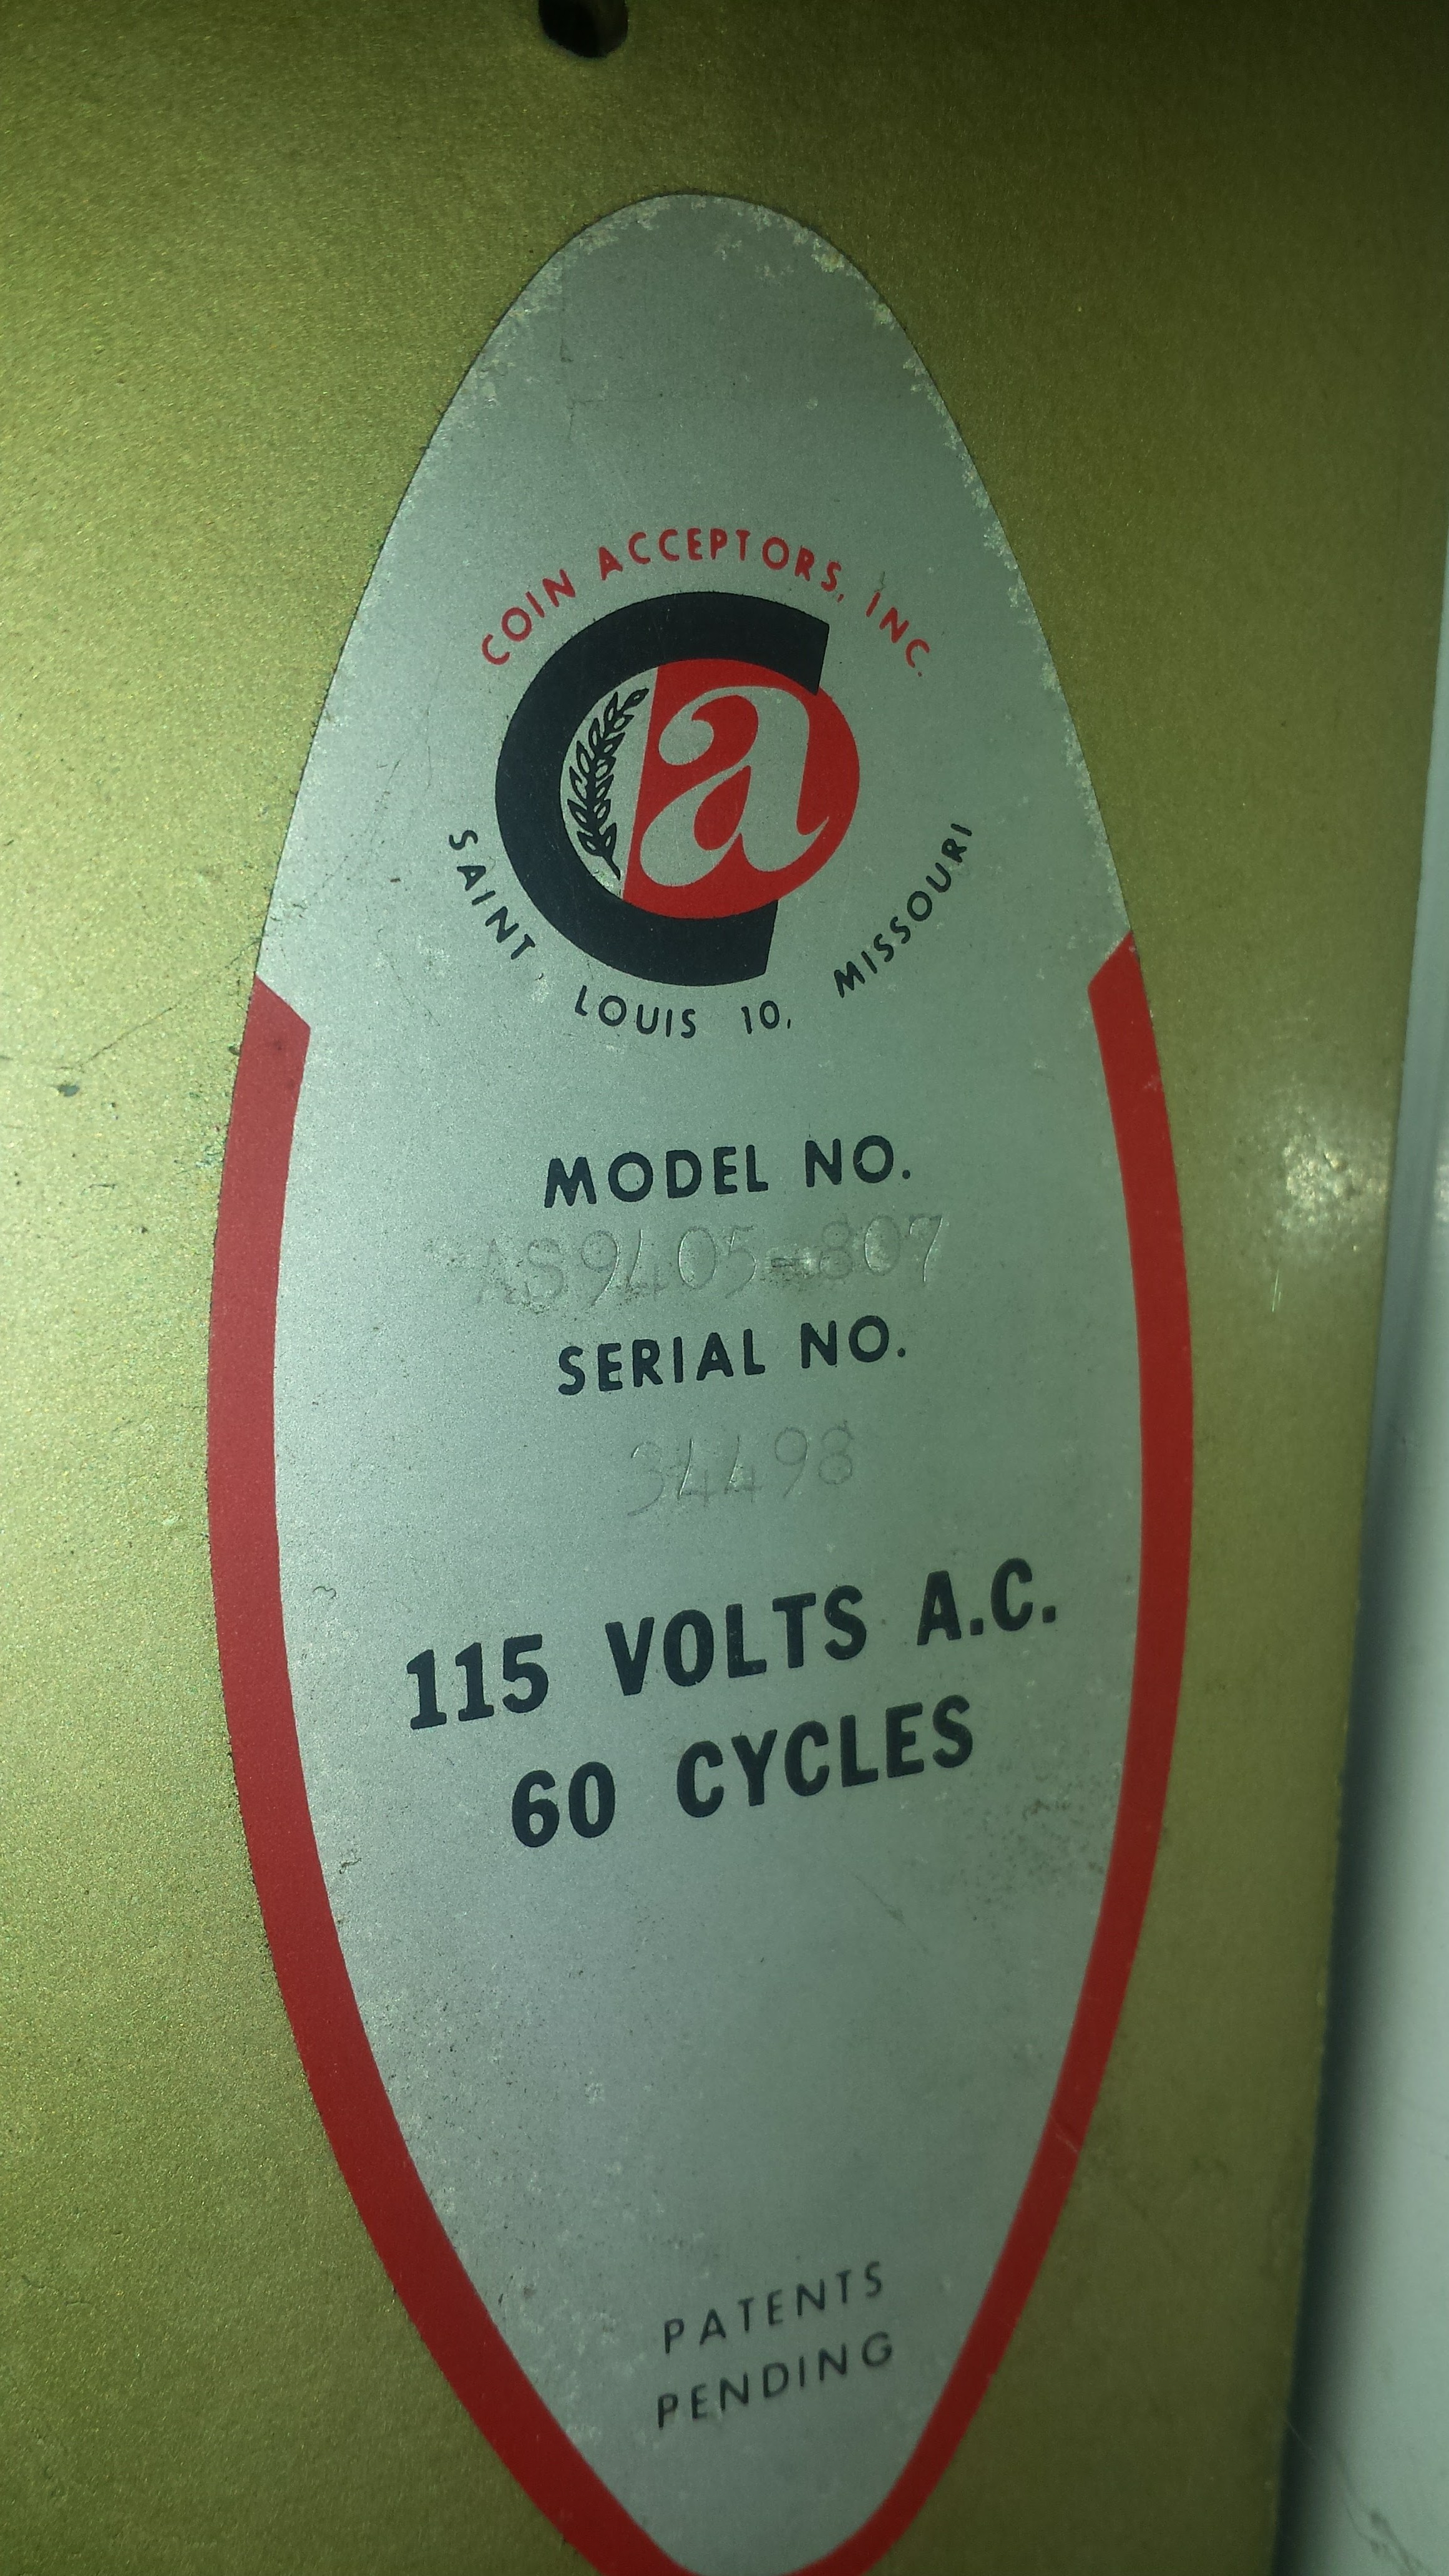 COIN ACCEPTORS, INC.
Ca
SAINT LOUIS 10, MISSOURI
MODEL NO.
AS9405-807
SERIAL NO.
34498
115 VOLTS A.C.
60 CYCLES
PATENTS
PENDING